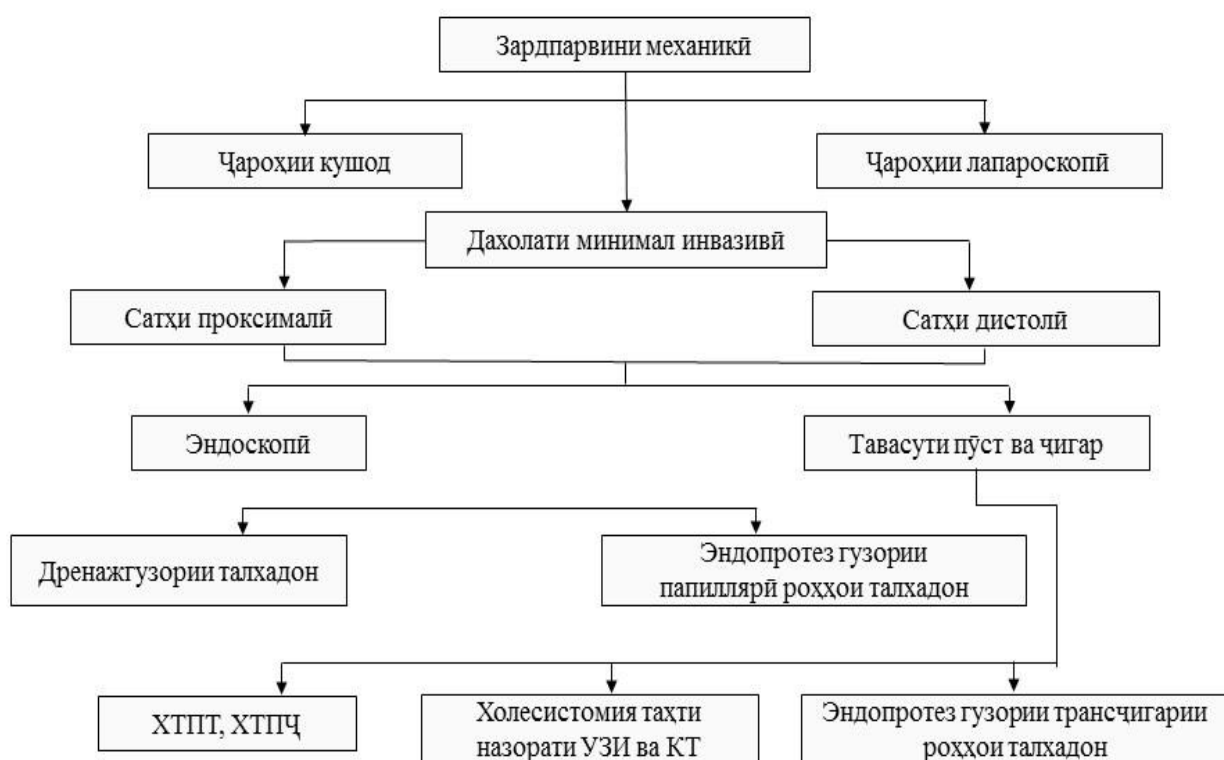 Зардпарвини механикӣ
Ҷароҳии кушод
Ҷароҳии лапароскопӣ
Дахолати минимал инвазивӣ
Сатҳи проксималӣ
Сатҳи дистолӣ
Эндоскопӣ
Тавасути пӯст ва ҷигар
Дренажгузории талхадон
Эндопротез гузории
папиллярӣ роҳҳои талхадон
ХТПТ, ХТПҶ
Холесистомия таҳти
назорати УЗИ ва КТ
Эндопротез гузории трансҷигарии
роҳҳои талхадон